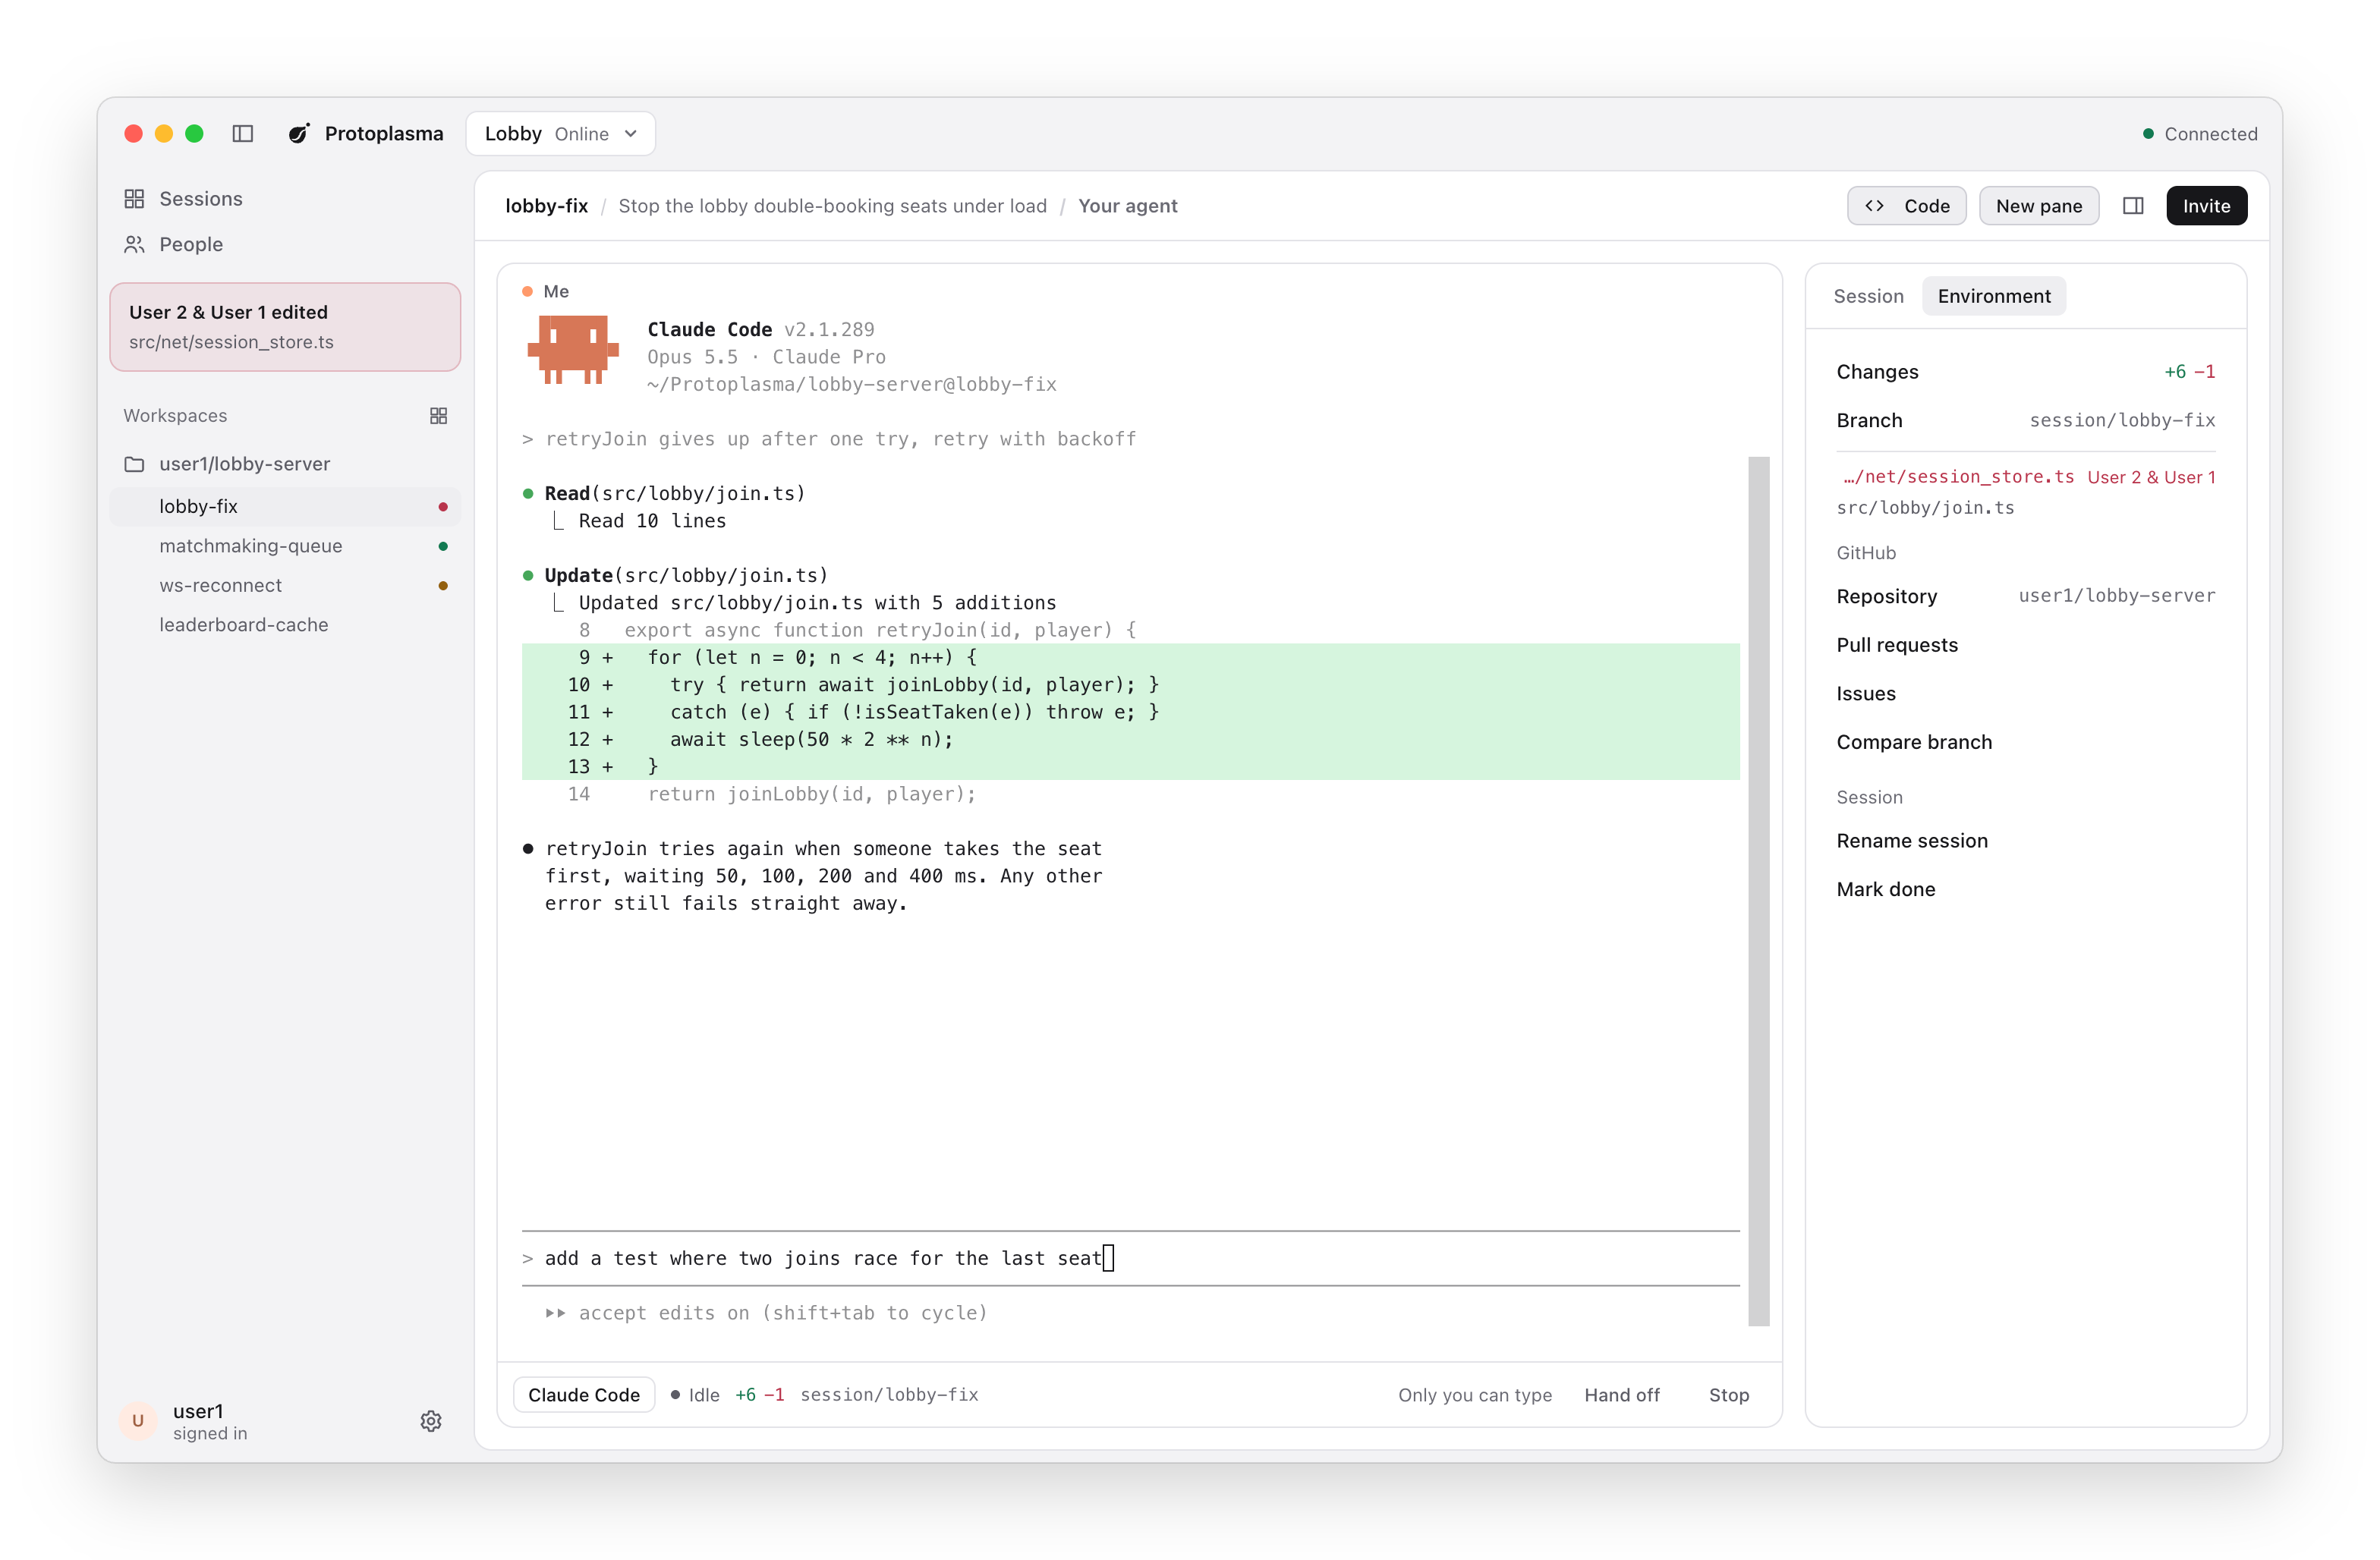 Protoplasma
Lobby Online
Connected
Sessions
People
User 2 & User 1 edited
src/net/session_store.ts
Workspaces
user1/lobby-server
lobby-fix
matchmaking-queue
ws-reconnect
leaderboard-cache
U
user1
signed in
lobby-fix / Stop the lobby double-booking seats under load / Your agent
<> Code
New pane
Invite
Me
Claude Code v2.1.289
Opus 5.5 · Claude Pro
~/Protoplasma/lobby-server@lobby-fix
> retryJoin gives up after one try, retry with backoff
● Read(src/lobby/join.ts)
⎿ Read 10 lines
● Update(src/lobby/join.ts)
⎿ Updated src/lobby/join.ts with 5 additions
8 export async function retryJoin(id, player) {
9 + for (let n = 0; n < 4; n++) {
10 + try { return await joinLobby(id, player); }
11 + catch (e) { if (!isSeatTaken(e)) throw e; }
12 + await sleep(50 * 2 ** n);
13 + }
14 return joinLobby(id, player);
● retryJoin tries again when someone takes the seat
first, waiting 50, 100, 200 and 400 ms. Any other
error still fails straight away.
> add a test where two joins race for the last seat
⏵⏵ accept edits on (shift+tab to cycle)
Claude Code
Idle +6 −1 session/lobby-fix
Only you can type
Hand off
Stop
Session
Environment
Changes +6 −1
Branch session/lobby-fix
…/net/session_store.ts User 2 & User 1
src/lobby/join.ts
GitHub
Repository user1/lobby-server
Pull requests
Issues
Compare branch
Session
Rename session
Mark done